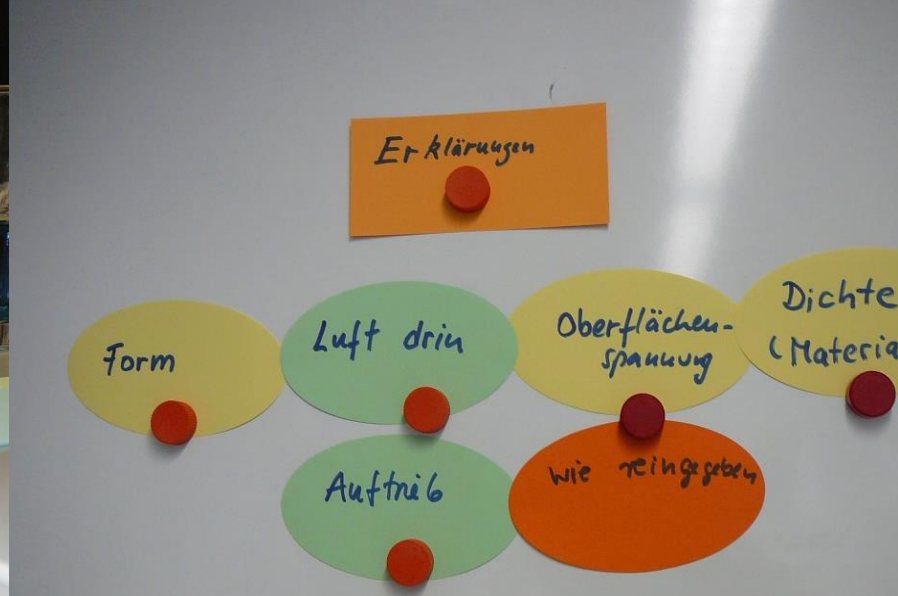 Erklärungen
Form
Luft drin
Oberflächen-
spannung
Dichte
(Materia
Auftrieb
wie reingegeben